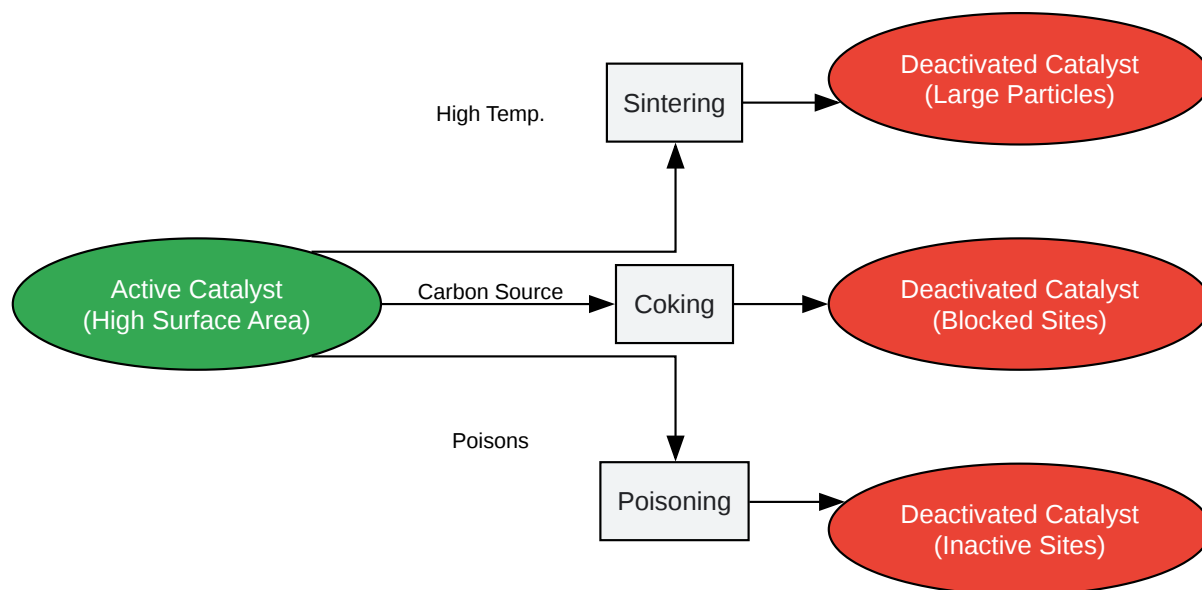 Deactivated Catalyst
(Large Particles)
Sintering
High Temp.
Active Catalyst
(High Surface Area)
Carbon Source
Coking
Deactivated Catalyst
(Blocked Sites)
Poisons
Poisoning
Deactivated Catalyst
(Inactive Sites)